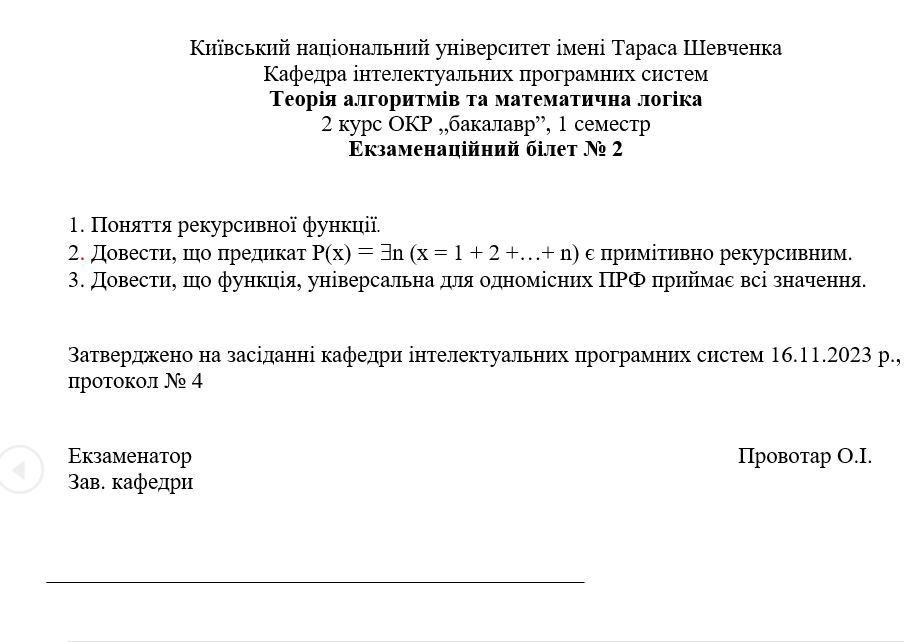 Київський національний університет імені Тараса Шевченка
Кафедра інтелектуальних програмних систем
Теорія алгоритмів та математична логіка
2 курс ОКР „бакалавр”, 1 семестр
Екзаменаційний білет № 2
1. Поняття рекурсивної функції.
2. Довести, що предикат P(x) = ∃n (x = 1 + 2 +…+ n) є примітивно рекурсивним.
3. Довести, що функція, універсальна для одномісних ПРФ приймає всі значення.
Затверджено на засіданні кафедри інтелектуальних програмних систем 16.11.2023 р.,
протокол № 4
Екзаменатор Провотар О.І.
Зав. кафедри